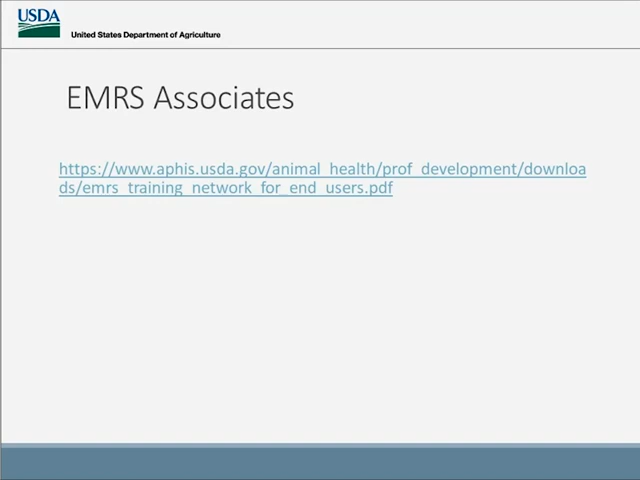 USDA
United States Department of Agriculture
EMRS Associates
https://www.aphis.usda.gov/animal_health/prof_development/downloa
ds/emrs_training_network_for_end_users.pdf